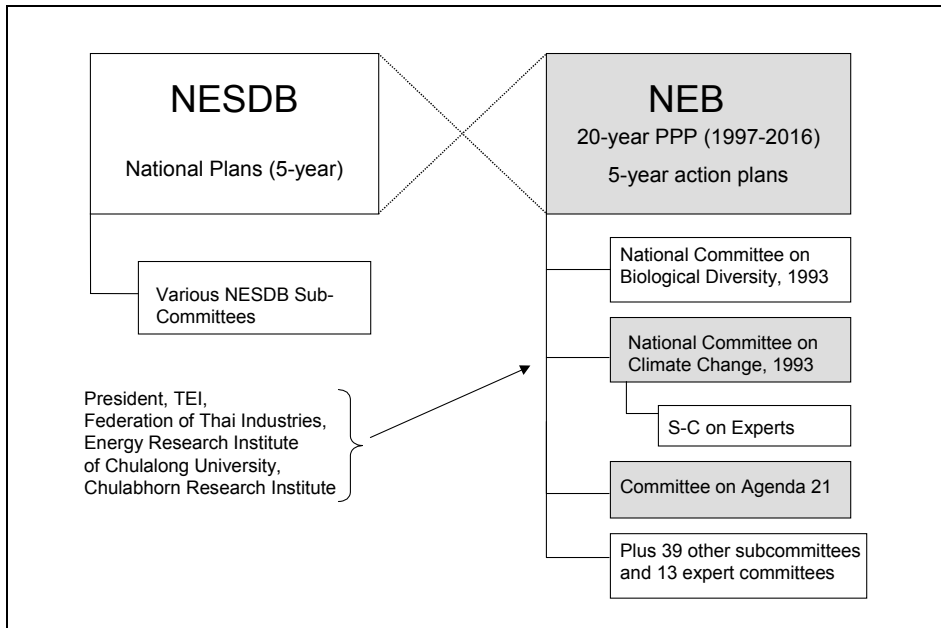 NESDB
National Plans (5-year)
Various NESDB Sub-
Committees
President, TEI,
Federation of Thai Industries,
Energy Research Institute
of Chulalong University,
Chulabhorn Research Institute
NEB
20-year PPP (1997-2016)
5-year action plans
National Committee on
Biological Diversity, 1993
National Committee on
Climate Change, 1993
S-C on Experts
Committee on Agenda 21
Plus 39 other subcommittees
and 13 expert committees